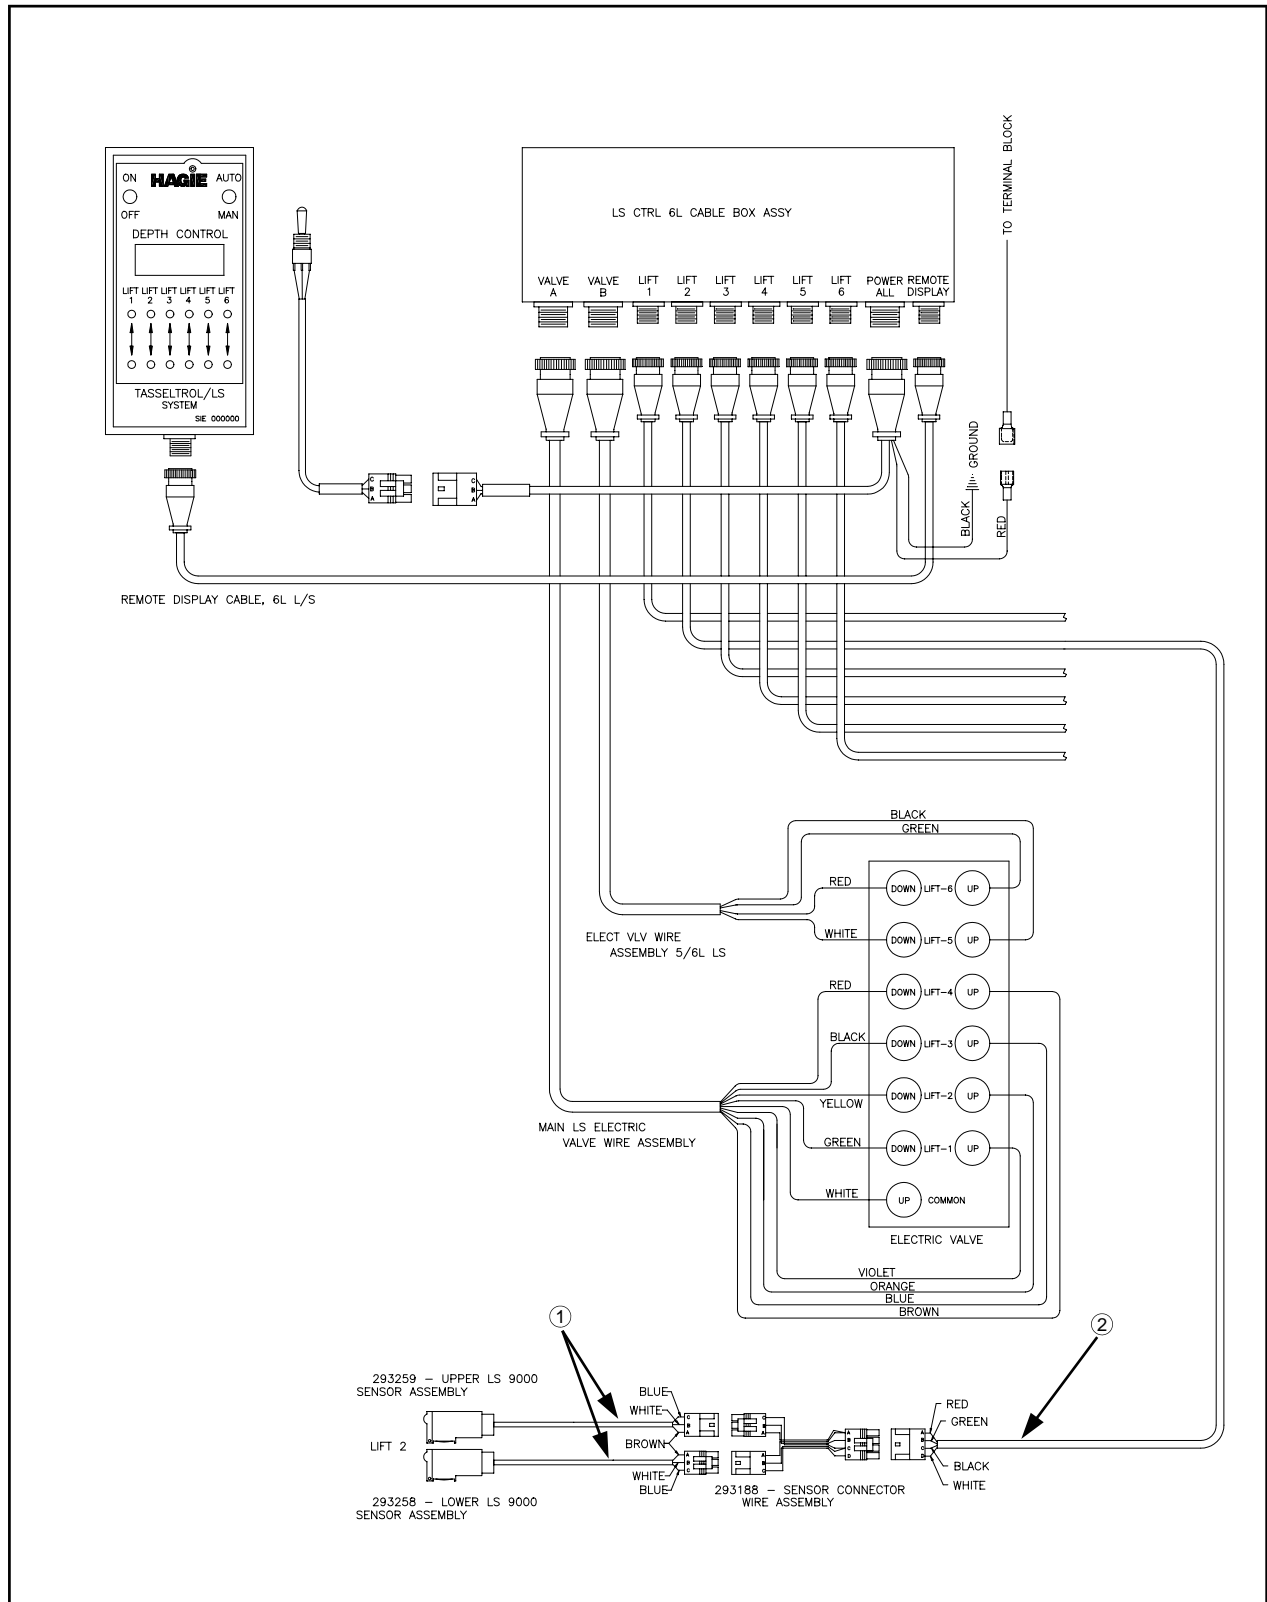 TO TERMINAL BLOCK
ON HAGIE AUTO
OFF MAN
DEPTH CONTROL
LIFT LIFT LIFT LIFT LIFT LIFT
1 2 3 4 5 6
TASSELTROL/LS
SYSTEM
SIE 000000
LS CTRL 6L CABLE BOX ASSY
VALVE VALVE LIFT LIFT LIFT LIFT LIFT LIFT POWER REMOTE
A B 1 2 3 4 5 6 ALL DISPLAY
C C
B B
A A
GROUND
BLACK
RED
REMOTE DISPLAY CABLE, 6L L/S
BLACK
GREEN
RED DOWN LIFT-6 UP
WHITE DOWN LIFT-5 UP
ELECT VLV WIRE
ASSEMBLY 5/6L LS
RED DOWN LIFT-4 UP
BLACK DOWN LIFT-3 UP
YELLOW DOWN LIFT-2 UP
MAIN LS ELECTRIC
VALVE WIRE ASSEMBLY
GREEN DOWN LIFT-1 UP
WHITE UP COMMON
ELECTRIC VALVE
VIOLET
ORANGE
BLUE
BROWN
1
2
293259 - UPPER LS 9000
SENSOR ASSEMBLY
BLUE
WHITE
BROWN
C C
B B
A A
LIFT 2
A A
B B
C C
WHITE
BLUE
A A
B B
C C
D D
RED
GREEN
BLACK
WHITE
293188 - SENSOR CONNECTOR
WIRE ASSEMBLY
293258 - LOWER LS 9000
SENSOR ASSEMBLY